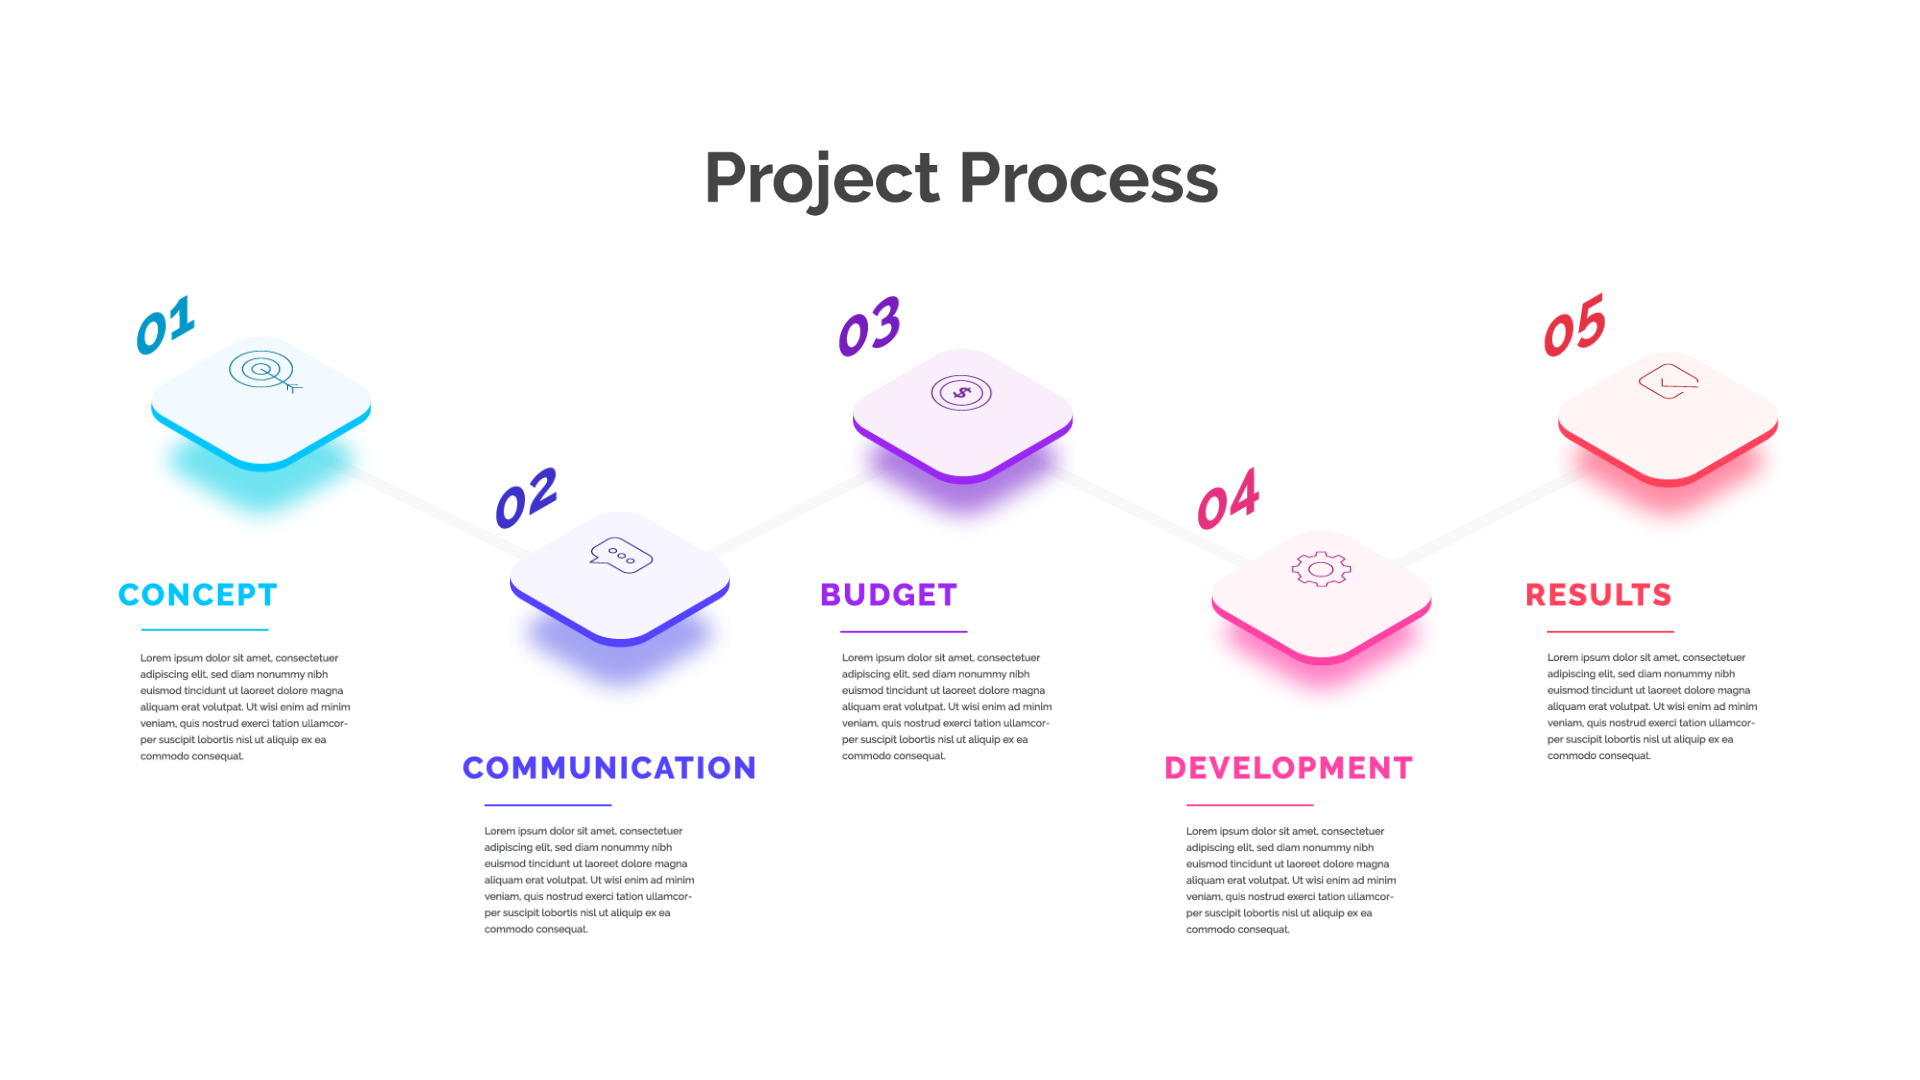 Project Process
01
CONCEPT
Lorem ipsum dolor sit amet, consectetuer
adipiscing elit, sed diam nonummy nibh
euismod tincidunt ut laoreet dolore magna
aliquam erat volutpat. Ut wisi enim ad minim
veniam, quis nostrud exerci tation ullamcor-
per suscipit lobortis nisl ut aliquip ex ea
commodo consequat.
02
COMMUNICATION
Lorem ipsum dolor sit amet, consectetuer
adipiscing elit, sed diam nonummy nibh
euismod tincidunt ut laoreet dolore magna
aliquam erat volutpat. Ut wisi enim ad minim
veniam, quis nostrud exerci tation ullamcor-
per suscipit lobortis nisl ut aliquip ex ea
commodo consequat.
03
$
BUDGET
Lorem ipsum dolor sit amet, consectetuer
adipiscing elit, sed diam nonummy nibh
euismod tincidunt ut laoreet dolore magna
aliquam erat volutpat. Ut wisi enim ad minim
veniam, quis nostrud exerci tation ullamcor-
per suscipit lobortis nisl ut aliquip ex ea
commodo consequat.
04
DEVELOPMENT
Lorem ipsum dolor sit amet, consectetuer
adipiscing elit, sed diam nonummy nibh
euismod tincidunt ut laoreet dolore magna
aliquam erat volutpat. Ut wisi enim ad minim
veniam, quis nostrud exerci tation ullamcor-
per suscipit lobortis nisl ut aliquip ex ea
commodo consequat.
05
RESULTS
Lorem ipsum dolor sit amet, consectetuer
adipiscing elit, sed diam nonummy nibh
euismod tincidunt ut laoreet dolore magna
aliquam erat volutpat. Ut wisi enim ad minim
veniam, quis nostrud exerci tation ullamcor-
per suscipit lobortis nisl ut aliquip ex ea
commodo consequat.